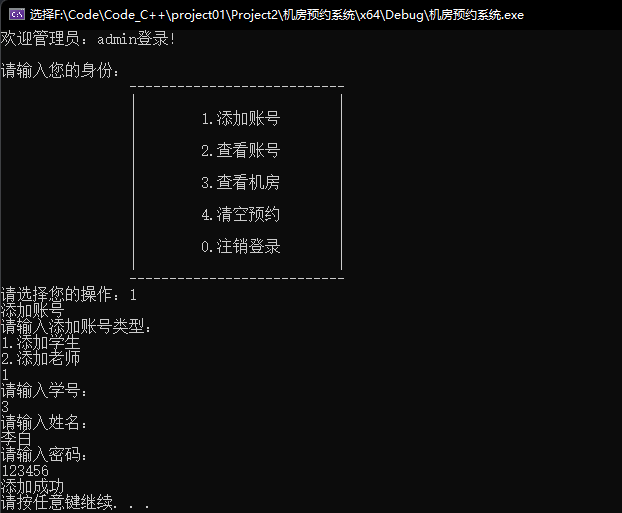 选择F:\Code\Code_C++\project01\Project2\机房预约系统\x64\Debug\机房预约系统.exe
欢迎管理员：admin登录！
请输入您的身份：
---------------------------
1.添加账号
2.查看账号
3.查看机房
4.清空预约
0.注销登录
---------------------------
请选择您的操作：1
添加账号
请输入添加账号类型：
1.添加学生
2.添加老师
1
请输入学号：
3
请输入姓名：
李白
请输入密码：
123456
添加成功
请按任意键继续. . .